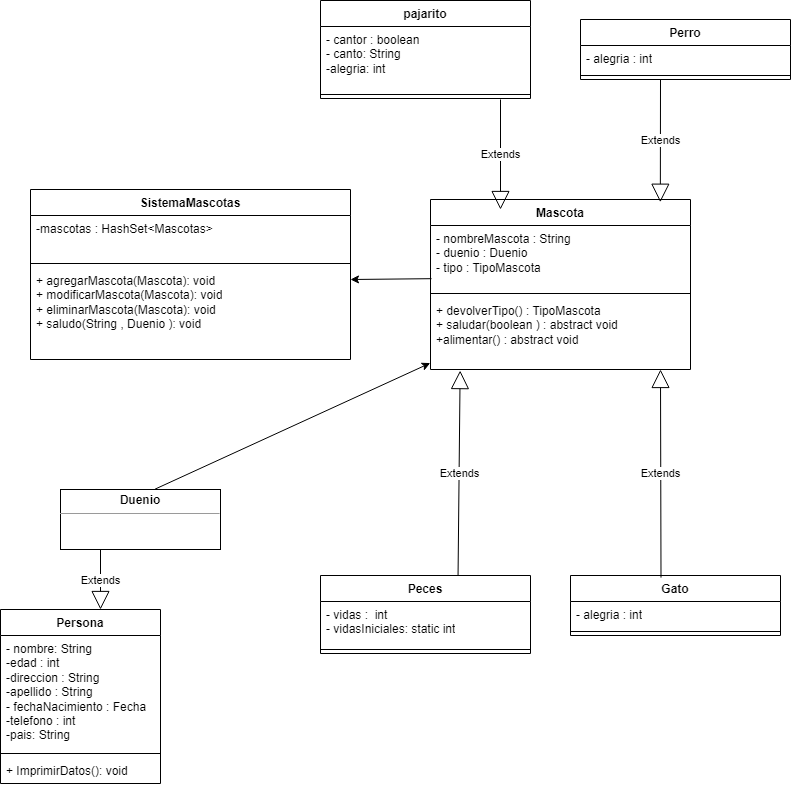 pajarito
- cantor : boolean
- canto: String
-alegria: int
Perro
- alegria : int
Extends
Extends
SistemaMascotas
-mascotas : HashSet<Mascotas>
+ agregarMascota(Mascota): void
+ modificarMascota(Mascota): void
+ eliminarMascota(Mascota): void
+ saludo(String , Duenio ): void
Mascota
- nombreMascota : String
- duenio : Duenio
- tipo : TipoMascota
+ devolverTipo() : TipoMascota
+ saludar(boolean ) : abstract void
+alimentar() : abstract void
Extends
Extends
Duenio
Extends
Persona
- nombre: String
-edad : int
-direccion : String
-apellido : String
- fechaNacimiento : Fecha
-telefono : int
-pais: String
+ ImprimirDatos(): void
Peces
- vidas :  int
- vidasIniciales: static int
Gato
- alegria : int